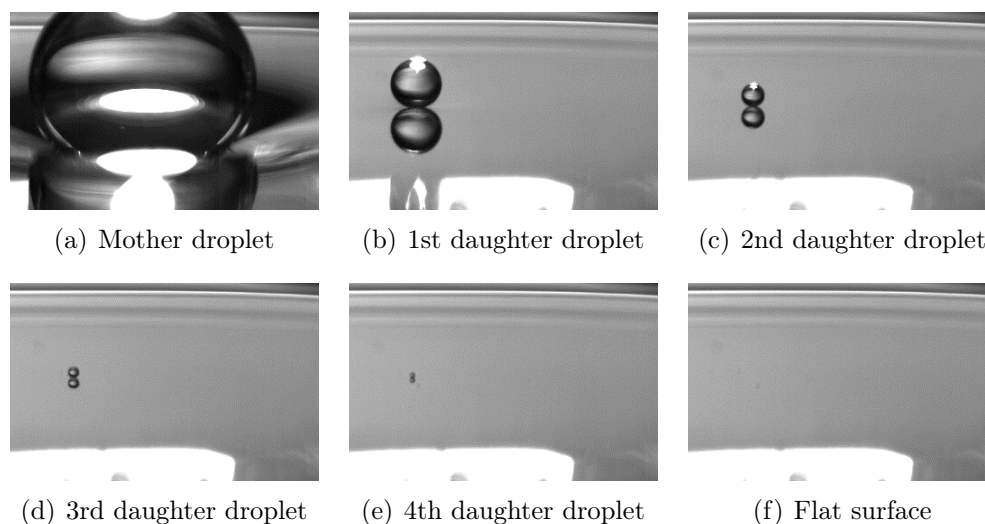 (a) Mother droplet
(b) 1st daughter droplet
(c) 2nd daughter droplet
(d) 3rd daughter droplet
(e) 4th daughter droplet
(f) Flat surface